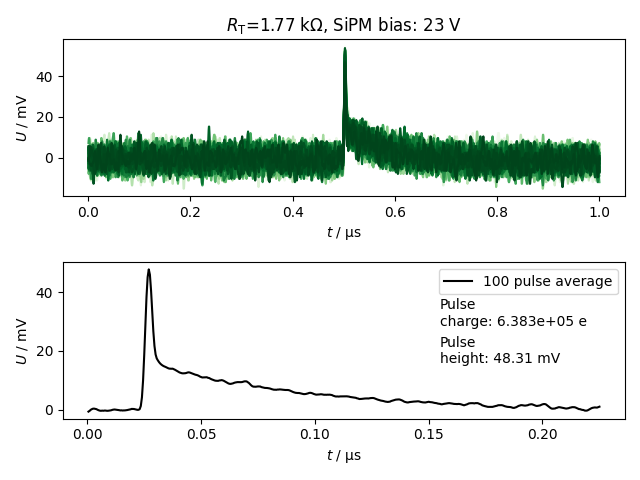 R_T=1.77 kΩ, SiPM bias: 23 V
U / mV
40
20
0
0.0 0.2 0.4 0.6 0.8 1.0
t / µs
U / mV
40
20
0
100 pulse average
Pulse
charge: 6.383e+05 e
Pulse
height: 48.31 mV
0.00 0.05 0.10 0.15 0.20
t / µs